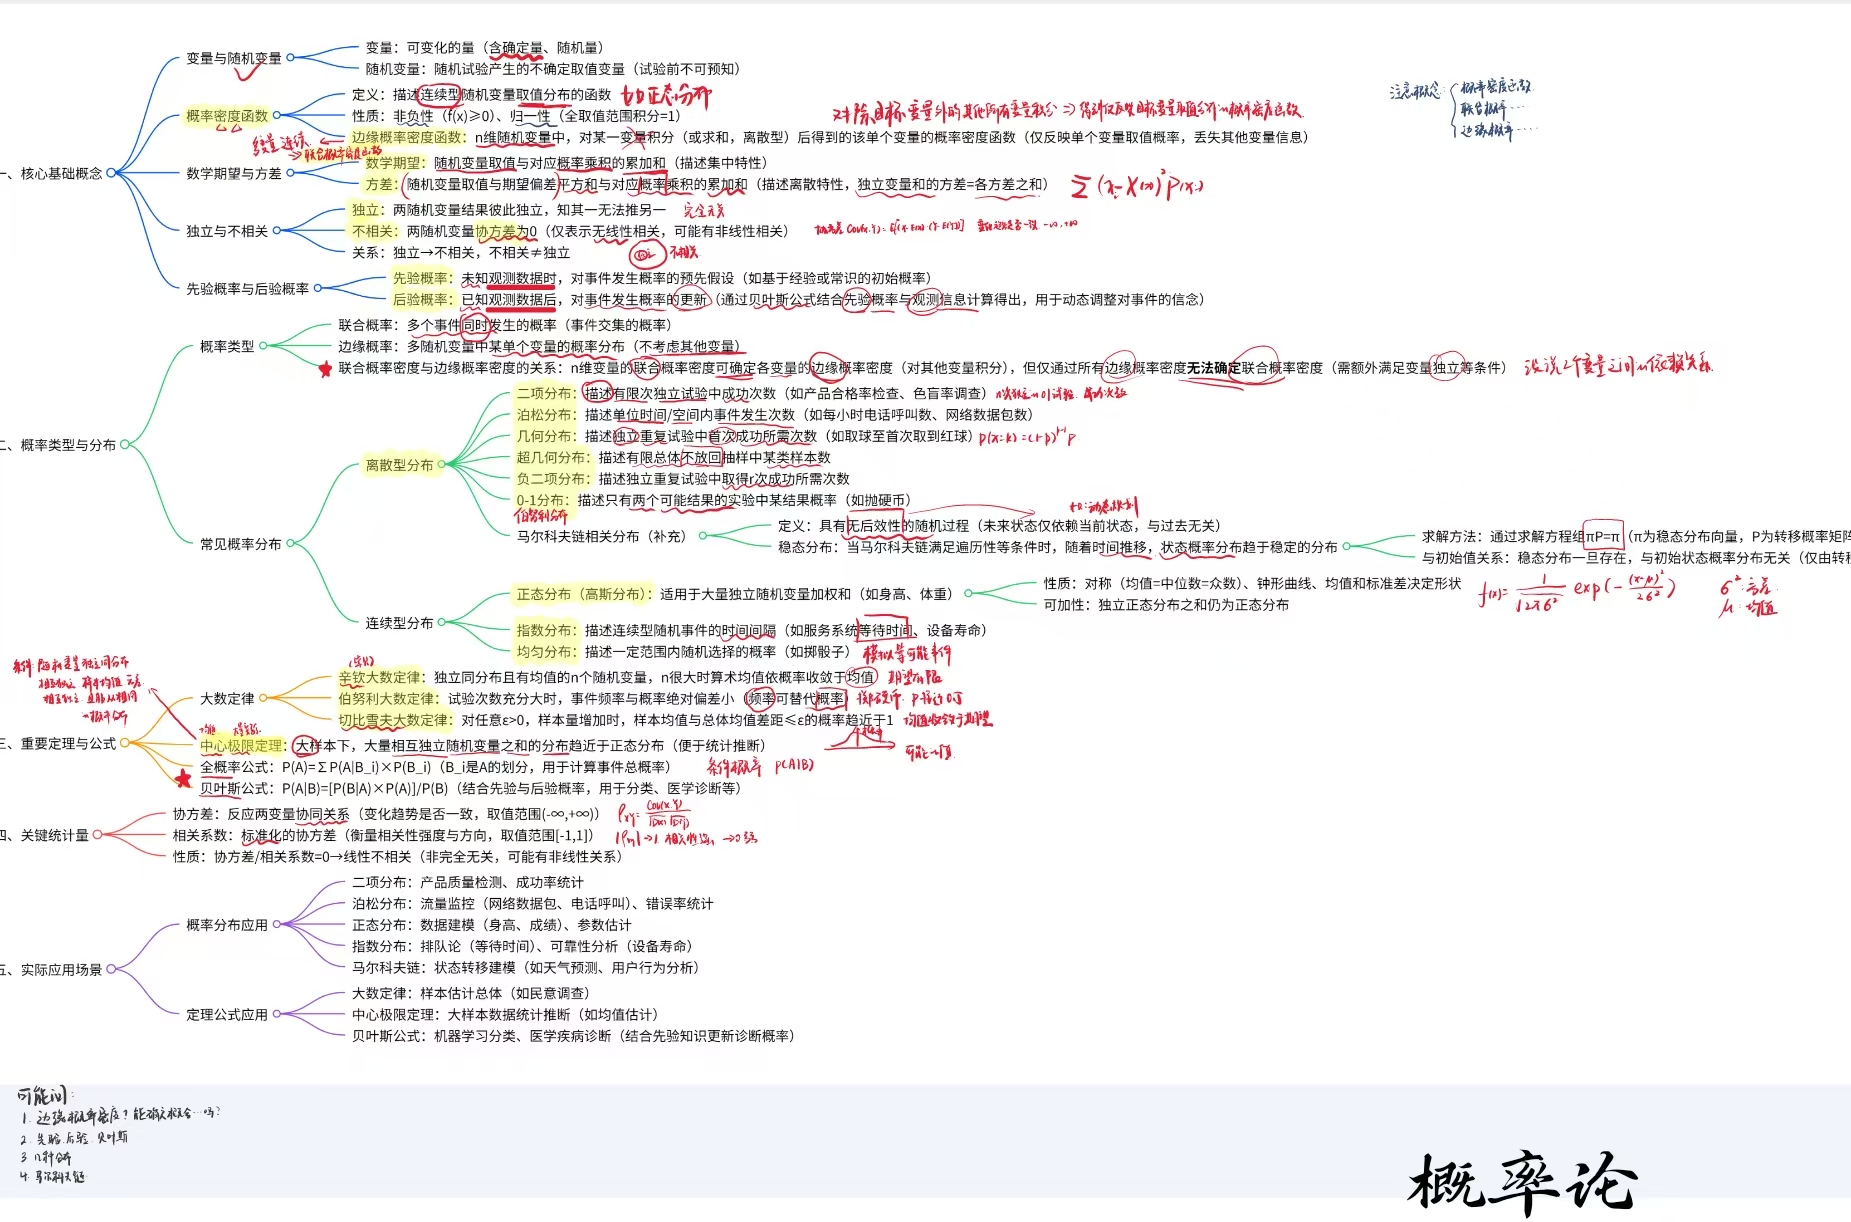 一、核心基础概念
变量与随机变量
变量：可变化的量（含确定量、随机量）
随机变量：随机试验产生的不确定取值变量（试验前不可预知）
概率密度函数
定义：描述连续型随机变量取值分布的函数 如正态分布
性质：非负性（f(x)≥0）、归一性（全取值范围积分=1）
对除目标变量外的其他所有变量积分 ⇒ 得到仅反映目标变量取值分布的概率密度函数
边缘概率密度函数：n维随机变量中，对某一变量积分（或求和，离散型）后得到的该单个变量的概率密度函数（仅反映单个变量取值概率，丢失其他变量信息）
变量连续
→联合概率密度函数
注意概念：
概率密度函数
联合概率……
边缘概率……
数学期望与方差
数学期望：随机变量取值与对应概率乘积的累加和（描述集中特性）
方差：随机变量取值与期望偏差平方和与对应概率乘积的累加和（描述离散特性，独立变量和的方差=各方差之和）
独立与不相关
独立：两随机变量结果彼此独立，知其一无法推另一 完全无关
不相关：两随机变量协方差为0（仅表示无线性相关，可能有非线性相关）
关系：独立→不相关，不相关≠独立
不相关
先验概率与后验概率
先验概率：未知观测数据时，对事件发生概率的预先假设（如基于经验或常识的初始概率）
后验概率：已知观测数据后，对事件发生概率的更新（通过贝叶斯公式结合先验概率与观测信息计算得出，用于动态调整对事件的信念）
二、概率类型与分布
概率类型
联合概率：多个事件同时发生的概率（事件交集的概率）
边缘概率：多随机变量中某单个变量的概率分布（不考虑其他变量）
联合概率密度与边缘概率密度的关系：n维变量的联合概率密度可确定各变量的边缘概率密度（对其他变量积分），但仅通过所有边缘概率密度无法确定联合概率密度（需额外满足变量独立等条件） 没说2个变量之间的依赖关系
常见概率分布
离散型分布
二项分布：描述有限次独立试验中成功次数（如产品合格率检查、色盲率调查）
泊松分布：描述单位时间/空间内事件发生次数（如每小时电话呼叫数、网络数据包数）
几何分布：描述独立重复试验中首次成功所需次数（如取球至首次取到红球） P(x=k)=(1-p)^(k-1) P
超几何分布：描述有限总体不放回抽样中某类样本数
负二项分布：描述独立重复试验中取得r次成功所需次数
0-1分布：描述只有两个可能结果的实验中某结果概率（如抛硬币）
伯努利分布
马尔科夫链相关分布（补充）
+0:动态规划
定义：具有无后效性的随机过程（未来状态仅依赖当前状态，与过去无关）
稳态分布：当马尔科夫链满足遍历性等条件时，随着时间推移，状态概率分布趋于稳定的分布
求解方法：通过求解方程组πP=π（π为稳态分布向量，P为转移概率矩阵
与初始值关系：稳态分布一旦存在，与初始状态概率分布无关（仅由转移
连续型分布
正态分布（高斯分布）：适用于大量独立随机变量加权和（如身高、体重）
性质：对称（均值=中位数=众数）、钟形曲线、均值和标准差决定形状
可加性：独立正态分布之和仍为正态分布
f(x)= 1/√2πσ² exp(-(x-μ)²/2σ²)
σ²:方差
μ:均值
指数分布：描述连续型随机事件的时间间隔（如服务系统等待时间、设备寿命）
均匀分布：描述一定范围内随机选择的概率（如掷骰子） 模拟等可能事件
三、重要定理与公式
大数定律
辛钦大数定律：独立同分布且有均值的n个随机变量，n很大时算术均值依概率收敛于均值 期望有限
伯努利大数定律：试验次数充分大时，事件频率与概率绝对偏差小（频率可替代概率）
切比雪夫大数定律：对任意ε>0，样本量增加时，样本均值与总体均值差距≤ε的概率趋近于1 均值收敛于期望
中心极限定理：大样本下，大量相互独立随机变量之和的分布趋近于正态分布（便于统计推断）
全概率公式：P(A)=ΣP(A|B_i)×P(B_i)（B_i是A的划分，用于计算事件总概率） 条件概率 P(A|B)
贝叶斯公式：P(A|B)=[P(B|A)×P(A)]/P(B)（结合先验与后验概率，用于分类、医学诊断等）
四、关键统计量
协方差：反应两变量协同关系（变化趋势是否一致，取值范围(-∞,+∞)）
相关系数：标准化的协方差（衡量相关性强度与方向，取值范围[-1,1]）
性质：协方差/相关系数=0→线性不相关（非完全无关，可能有非线性关系）
五、实际应用场景
概率分布应用
二项分布：产品质量检测、成功率统计
泊松分布：流量监控（网络数据包、电话呼叫）、错误率统计
正态分布：数据建模（身高、成绩）、参数估计
指数分布：排队论（等待时间）、可靠性分析（设备寿命）
马尔科夫链：状态转移建模（如天气预测、用户行为分析）
定理公式应用
大数定律：样本估计总体（如民意调查）
中心极限定理：大样本数据统计推断（如均值估计）
贝叶斯公式：机器学习分类、医学疾病诊断（结合先验知识更新诊断概率）
可能问：
1. 边缘概率密度？能确定联合…吗？
2. 先验.后验.贝叶斯
3 几种分布
4. 马尔科夫链
概率论